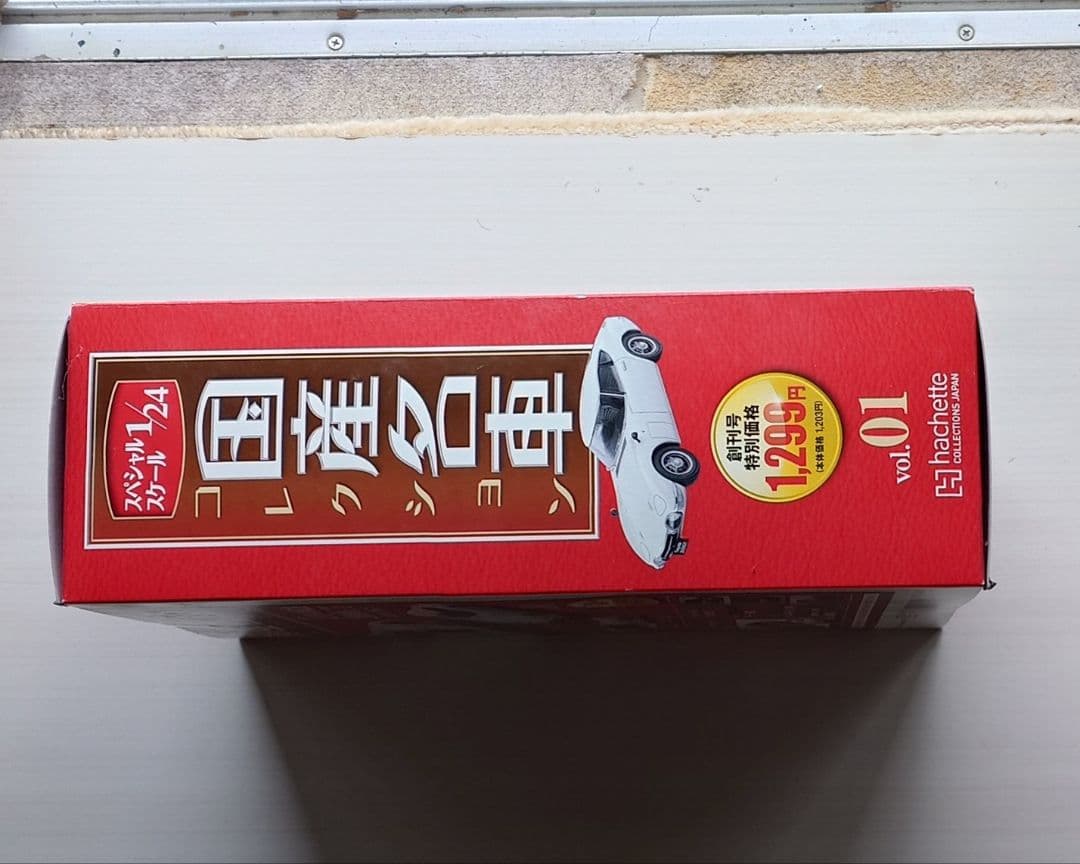 スペシャル
スケール 1/24
国産名車
コレクション
創刊号
特別価格
1,299円
(本体価格 1,203円)
vol.01
hachette
COLLECTIONS JAPAN